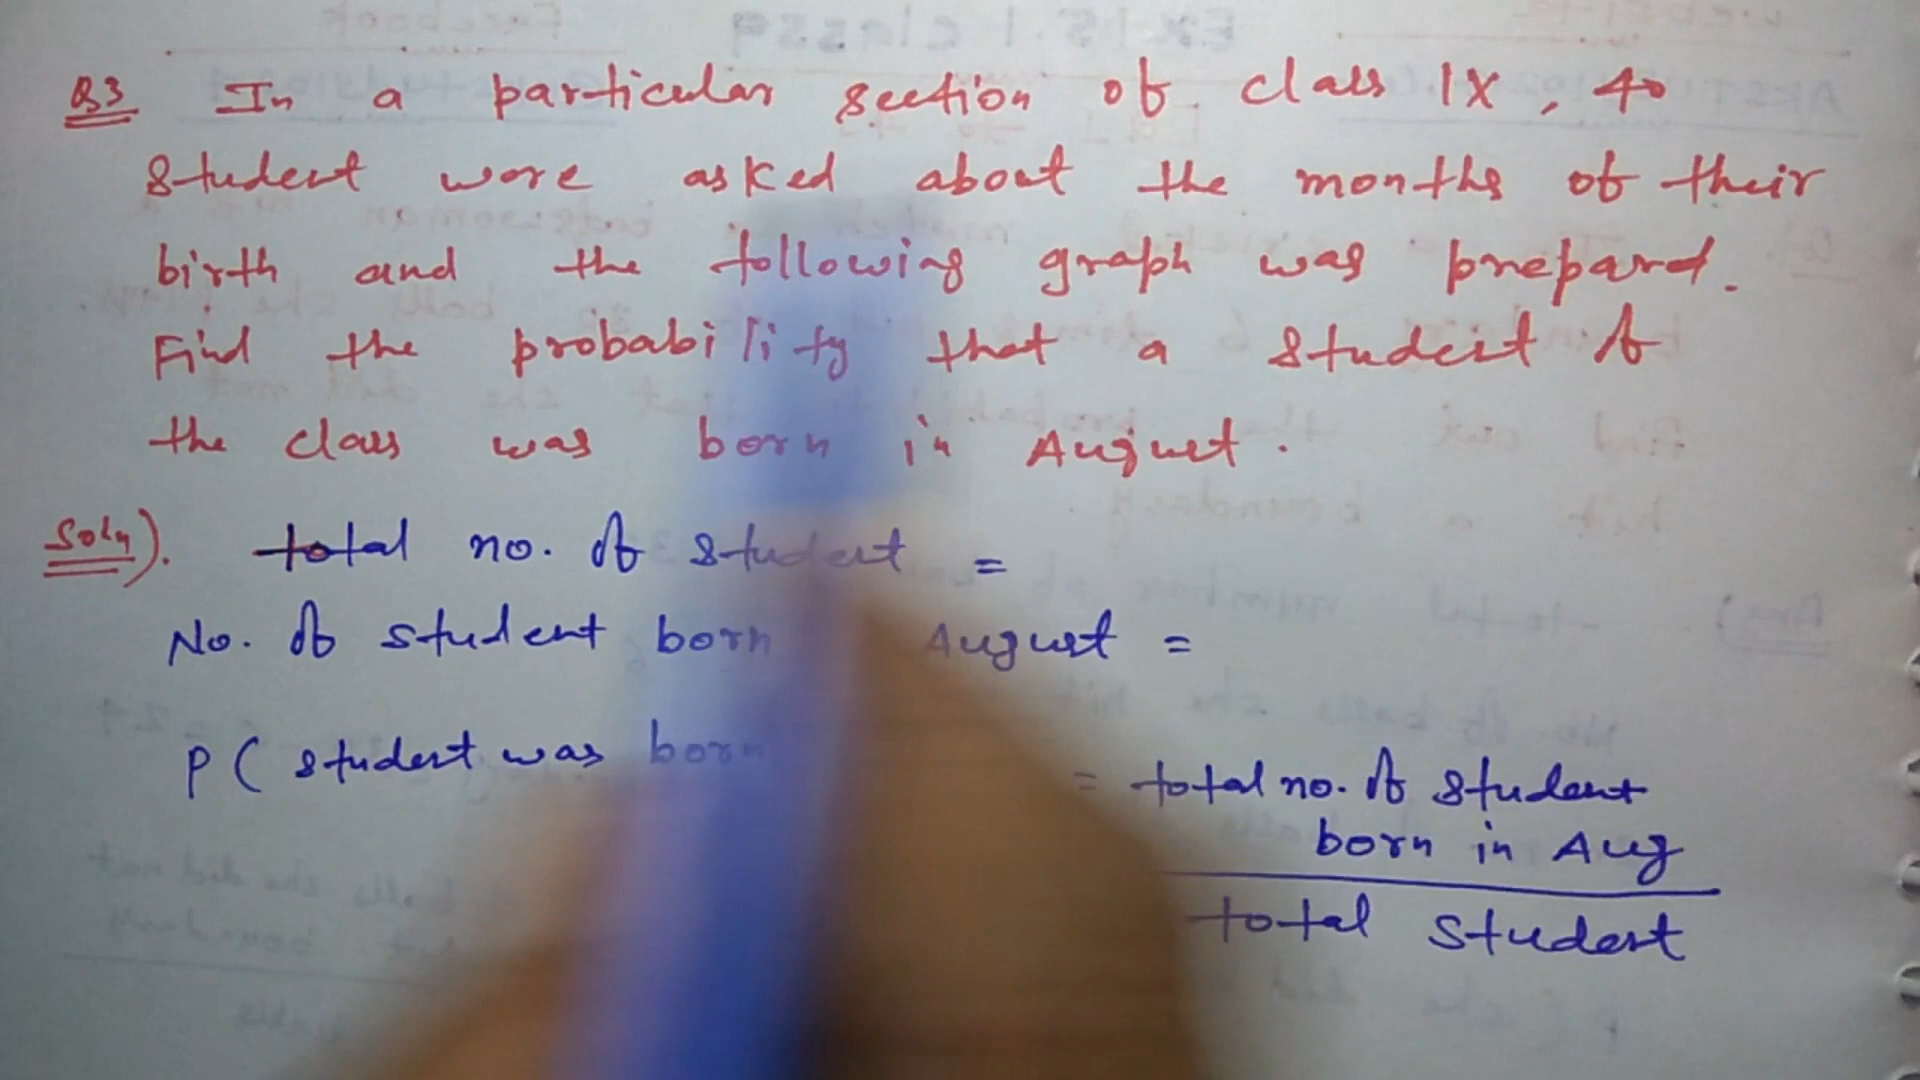 Q3 In a particular section of class IX, 40
student were asked about the months of their
birth and the following graph was prepard.
Find the probability that a student of
the class was born in August.
Soln). total no. of student =
No. of student born August =
P( student was born = total no. of student
born in Aug
total student